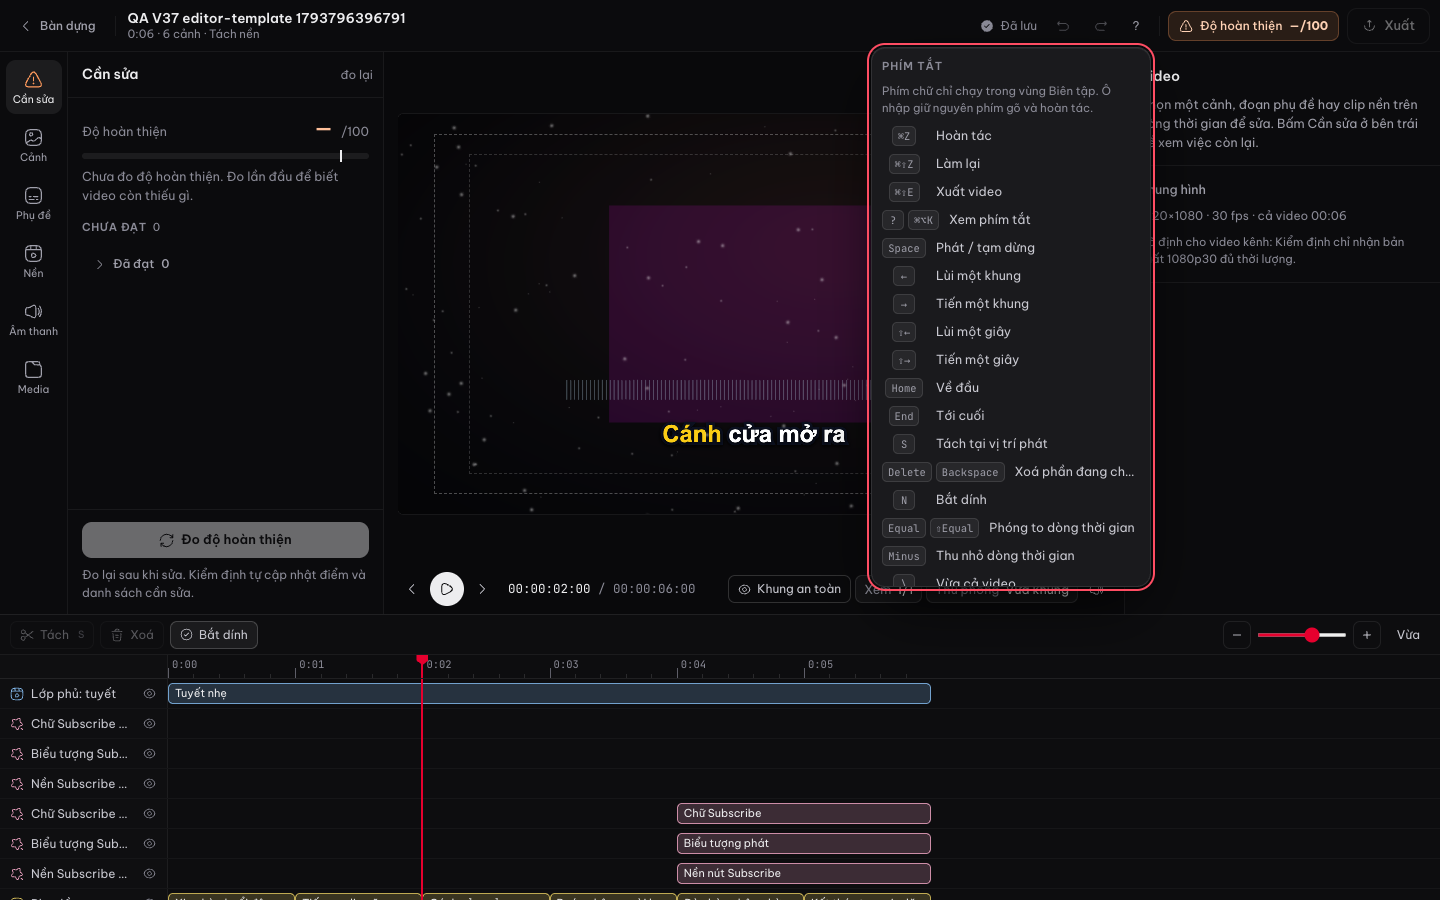 Bàn dựng
QA V37 editor-template 1793796396791
0:06 · 6 cảnh · Tách nền
Đã lưu
?
Độ hoàn thiện –/100
Xuất
Cần sửa
Cảnh
Phụ đề
Nền
Âm thanh
Media
Cần sửa
đo lại
Độ hoàn thiện
– /100
Chưa đo độ hoàn thiện. Đo lần đầu để biết
video còn thiếu gì.
CHƯA ĐẠT 0
Đã đạt 0
Đo độ hoàn thiện
Đo lại sau khi sửa. Kiểm định tự cập nhật điểm và
danh sách cần sửa.
Cánh cửa mở ra
00:00:02:00 / 00:00:06:00
Khung an toàn
Xem 1/1
Thu phóng Vừa khung
PHÍM TẮT
Phím chữ chỉ chạy trong vùng Biên tập. Ô
nhập giữ nguyên phím gõ và hoàn tác.
⌘Z Hoàn tác
⌘⇧Z Làm lại
⌘⇧E Xuất video
? ⌘⌥K Xem phím tắt
Space Phát / tạm dừng
← Lùi một khung
→ Tiến một khung
⇧← Lùi một giây
⇧→ Tiến một giây
Home Về đầu
End Tới cuối
S Tách tại vị trí phát
Delete Backspace Xoá phần đang ch...
N Bắt dính
Equal ⇧Equal Phóng to dòng thời gian
Minus Thu nhỏ dòng thời gian
\ Vừa cả video
ideo
ọn một cảnh, đoạn phụ đề hay clip nền trên
ng thời gian để sửa. Bấm Cần sửa ở bên trái
xem việc còn lại.
ung hình
20×1080 · 30 fps · cả video 00:06
định cho video kênh: Kiểm định chỉ nhận bản
ất 1080p30 đủ thời lượng.
Tách S
Xoá
Bắt dính
Vừa
0:00 0:01 0:02 0:03 0:04 0:05
Lớp phủ: tuyết
Tuyết nhẹ
Chữ Subscribe ...
Biểu tượng Sub...
Nền Subscribe ...
Chữ Subscribe ...
Chữ Subscribe
Biểu tượng Sub...
Biểu tượng phát
Nền Subscribe ...
Nền nút Subscribe